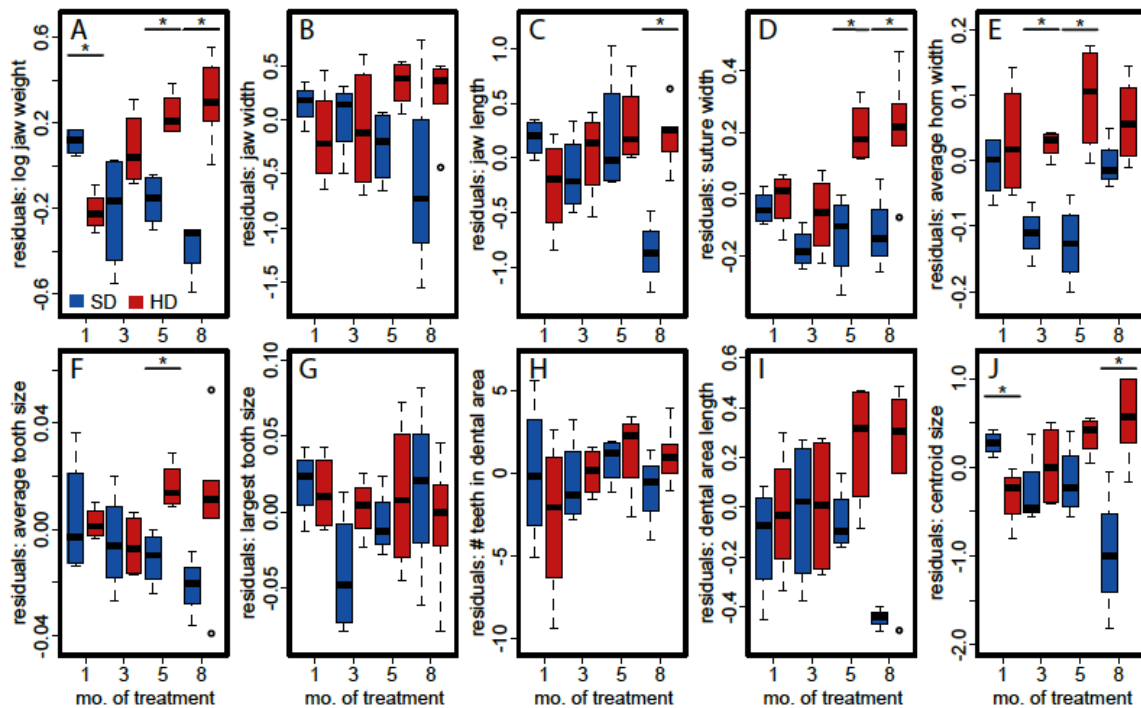 A
residuals: log jaw weight
0.6
0.2
-0.2
-0.6
*
*
*
SD HD
1 3 5 8
B
residuals: jaw width
0.5
0.0
-0.5
-1.0
-1.5
1 3 5 8
C
residuals: jaw length
1.0
0.5
0.0
-0.5
-1.0
*
1 3 5 8
D
residuals: suture width
0.4
0.2
0.0
-0.2
*
*
1 3 5 8
E
residuals: average horn width
0.2
0.1
0.0
-0.1
-0.2
*
*
1 3 5 8
F
residuals: average tooth size
0.04
0.00
-0.04
*
1 3 5 8
mo. of treatment
G
residuals: largest tooth size
0.10
0.05
0.00
-0.05
1 3 5 8
mo. of treatment
H
residuals: # teeth in dental area
5
0
-5
-10
1 3 5 8
mo. of treatment
I
residuals: dental area length
0.6
0.4
0.2
0.0
-0.2
-0.4
1 3 5 8
mo. of treatment
J
residuals: centroid size
1.0
0.0
-1.0
-2.0
*
*
1 3 5 8
mo. of treatment